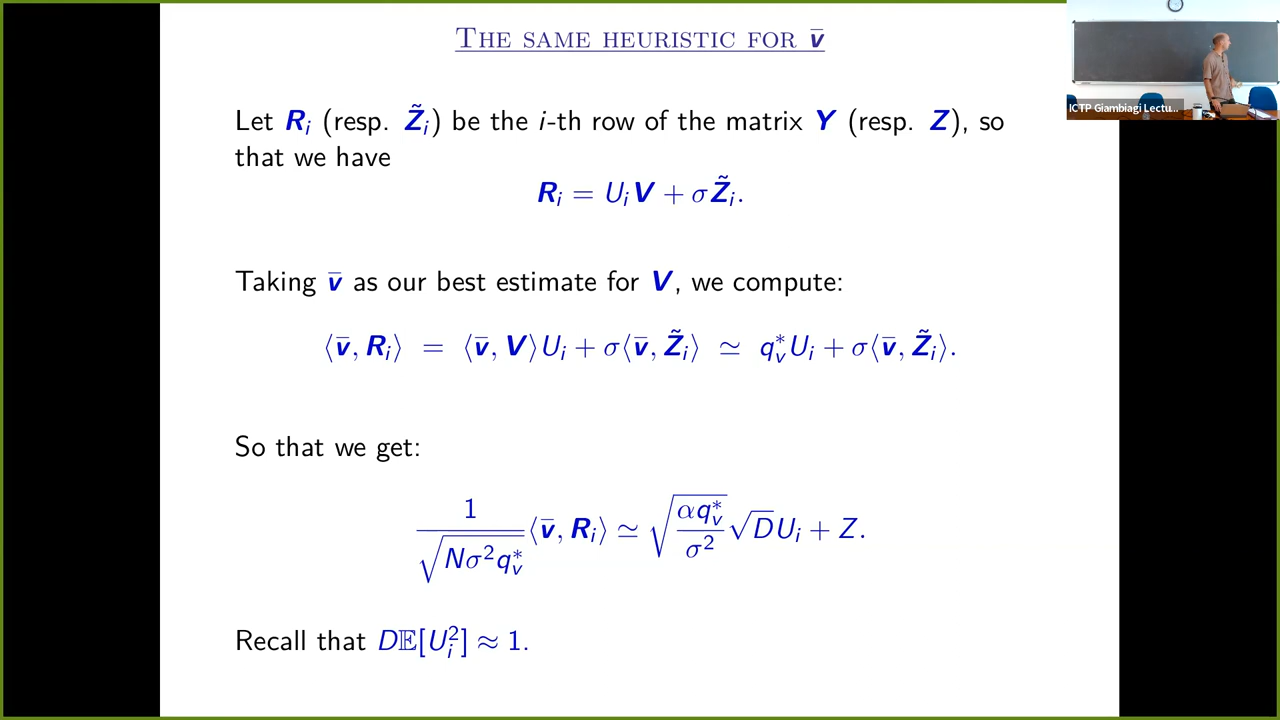 THE SAME HEURISTIC FOR v̄
Let Rᵢ (resp. Z̃ᵢ) be the i-th row of the matrix Y (resp. Z), so
that we have
Rᵢ = UᵢV + σZ̃ᵢ.
Taking v̄ as our best estimate for V, we compute:
⟨v̄, Rᵢ⟩ = ⟨v̄, V⟩Uᵢ + σ⟨v̄, Z̃ᵢ⟩ ≃ q*ᵥUᵢ + σ⟨v̄, Z̃ᵢ⟩.
So that we get:
1/√(Nσ²q*ᵥ) ⟨v̄, Rᵢ⟩ ≃ √(αq*ᵥ/σ²) √D Uᵢ + Z.
Recall that D𝔼[Uᵢ²] ≈ 1.
ICTP Giambiagi Lectu...